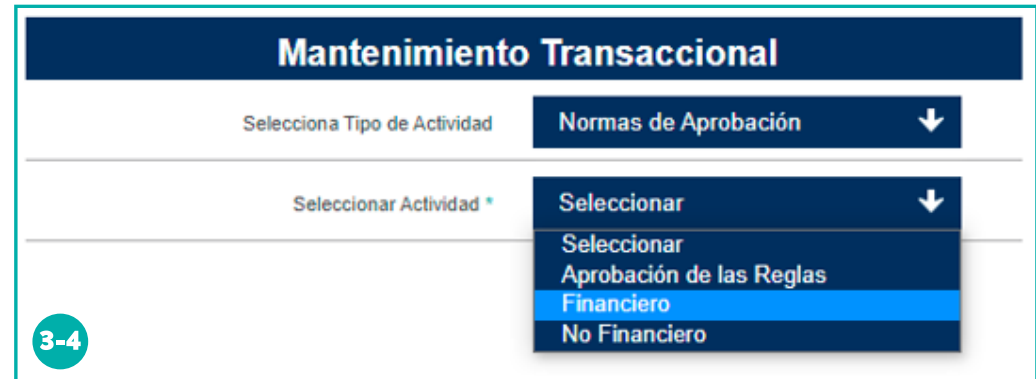 Mantenimiento Transaccional
Selecciona Tipo de Actividad Normas de Aprobación
Seleccionar Actividad * Seleccionar
Seleccionar
Aprobación de las Reglas
Financiero
No Financiero
3-4